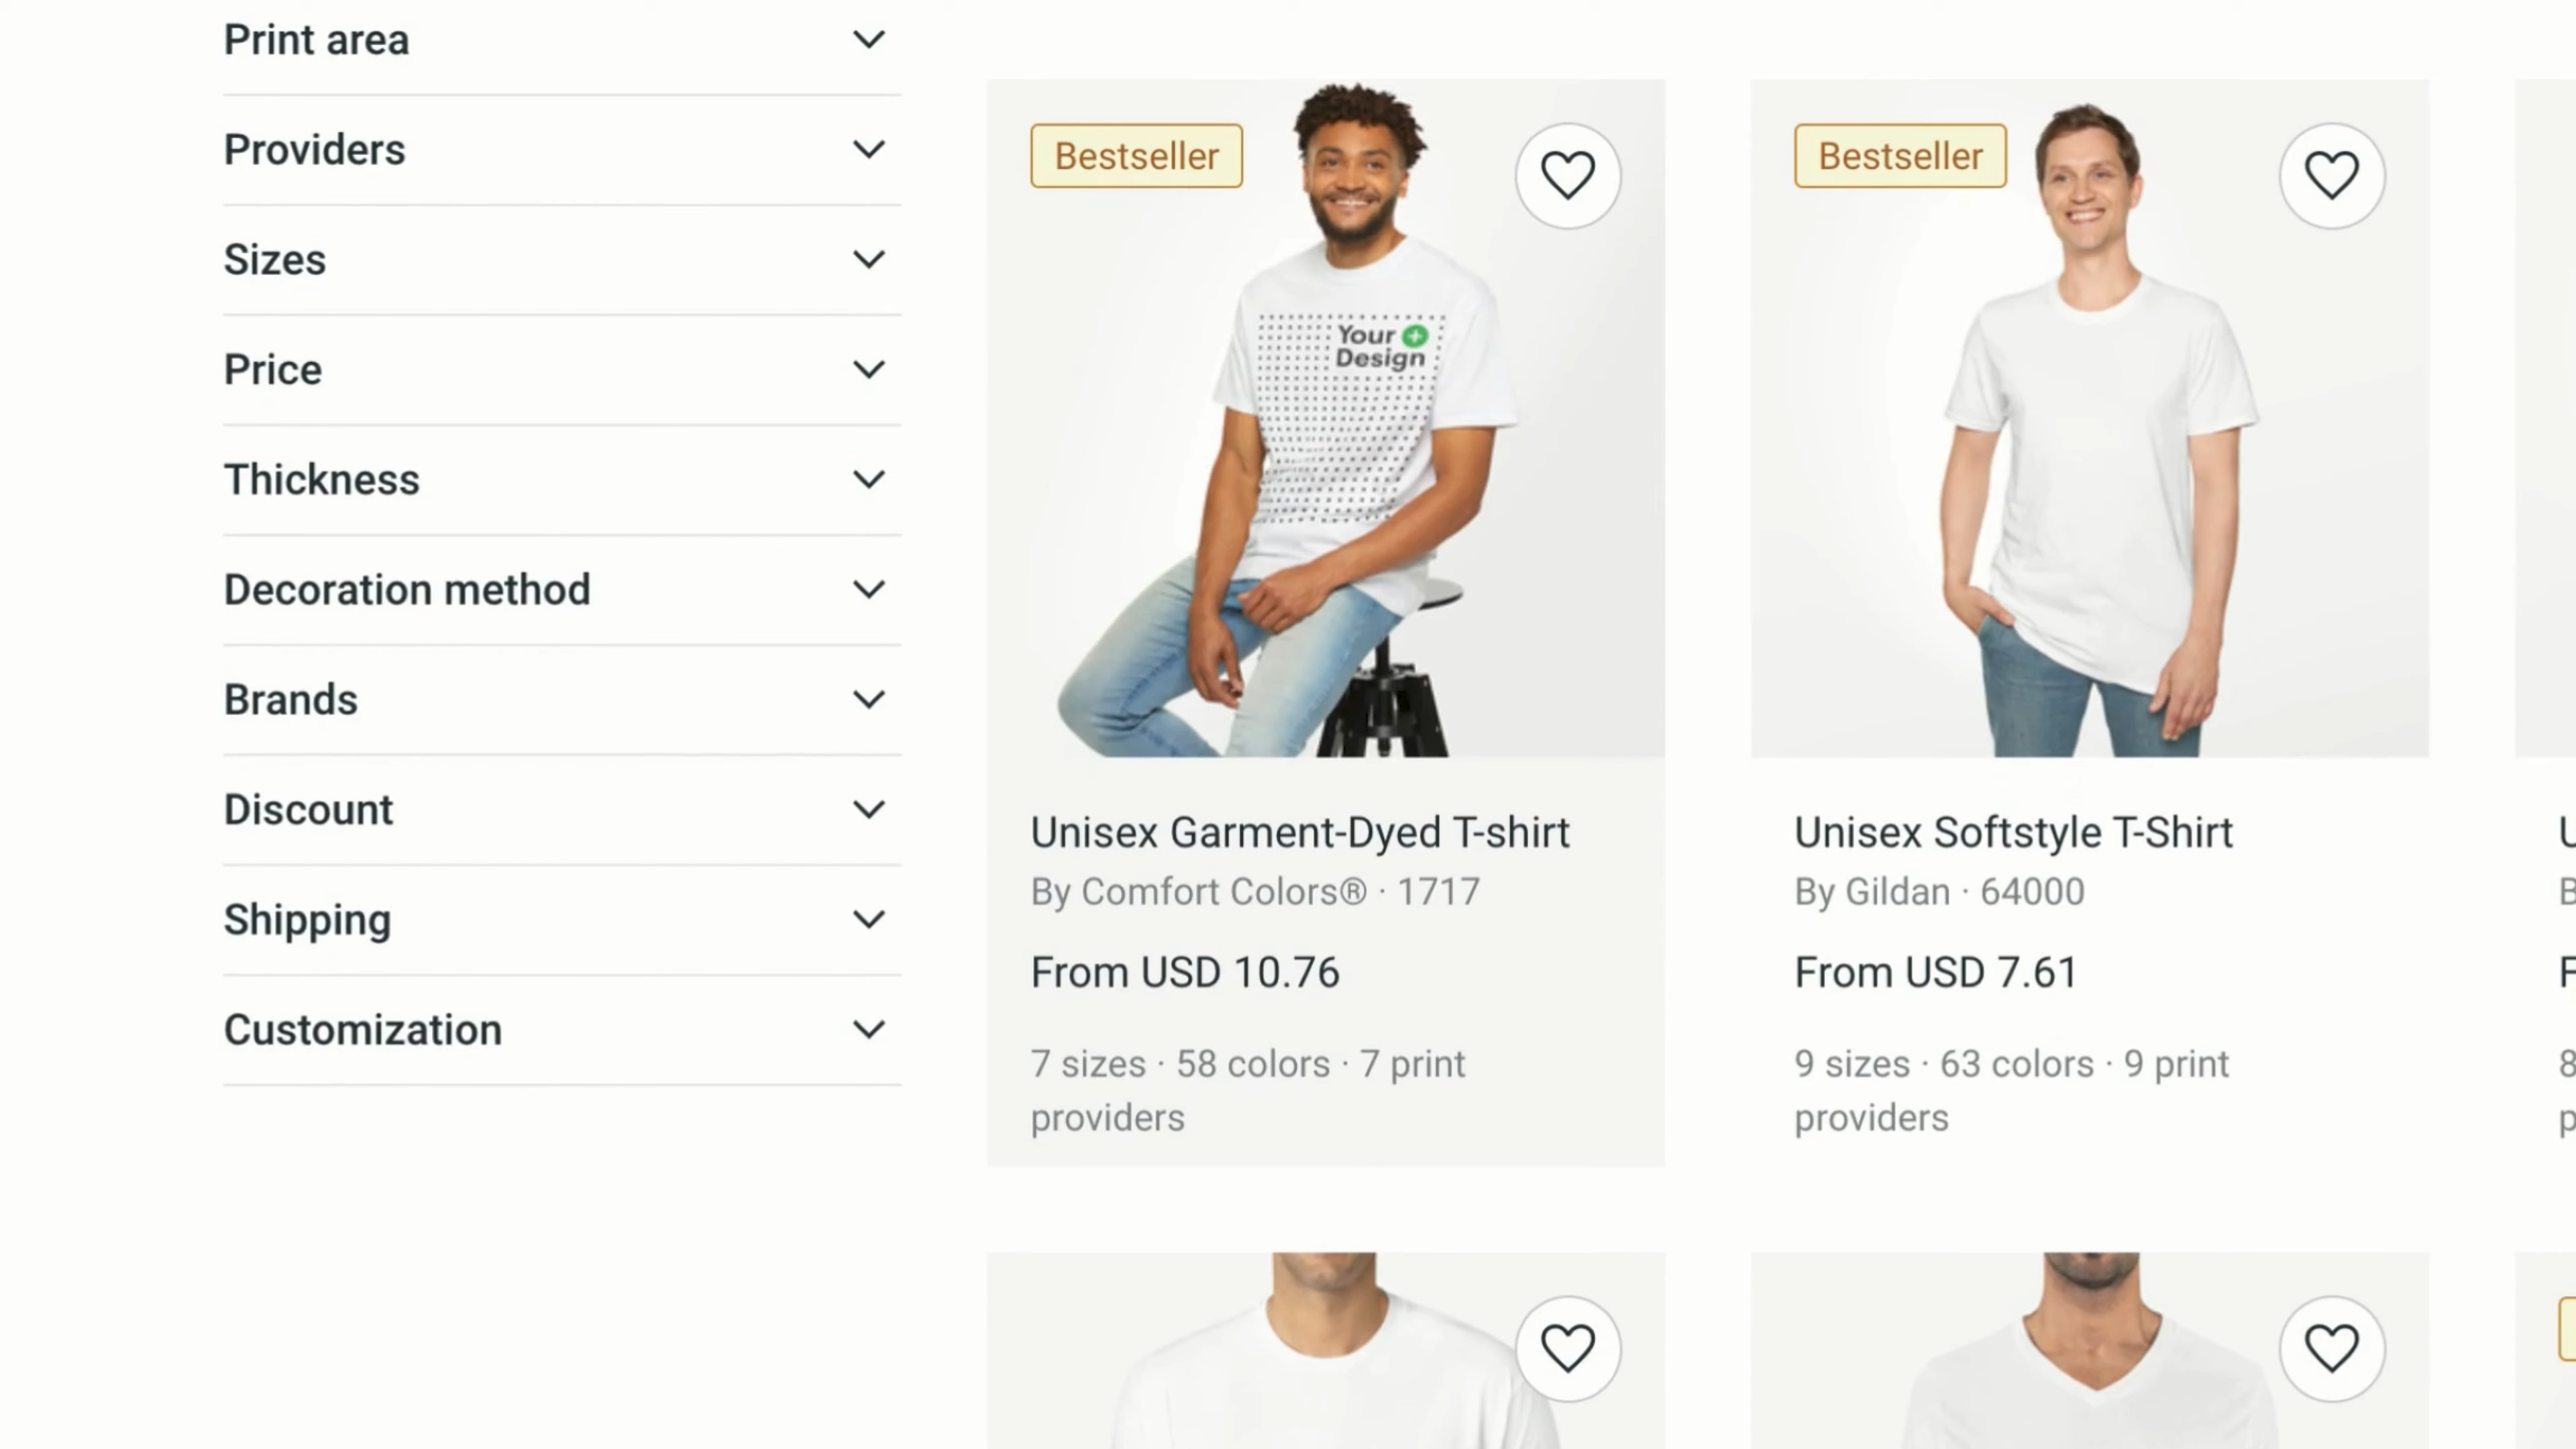 Print area
Providers
Sizes
Price
Thickness
Decoration method
Brands
Discount
Shipping
Customization
Bestseller
Your
Design
Unisex Garment-Dyed T-shirt
By Comfort Colors® · 1717
From USD 10.76
7 sizes · 58 colors · 7 print
providers
Bestseller
Unisex Softstyle T-Shirt
By Gildan · 64000
From USD 7.61
9 sizes · 63 colors · 9 print
providers